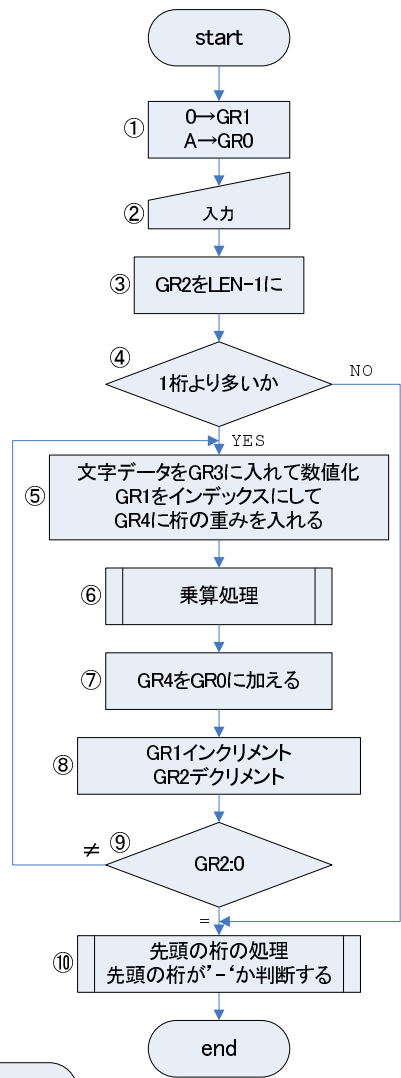 start
①
0→GR1
A→GR0
②
入力
③
GR2をLEN-1に
④
1桁より多いか
NO
YES
⑤
文字データをGR3に入れて数値化
GR1をインデックスにして
GR4に桁の重みを入れる
⑥
乗算処理
⑦
GR4をGR0に加える
⑧
GR1インクリメント
GR2デクリメント
≠
⑨
GR2:0
=
⑩
先頭の桁の処理
先頭の桁が’-‘か判断する
end